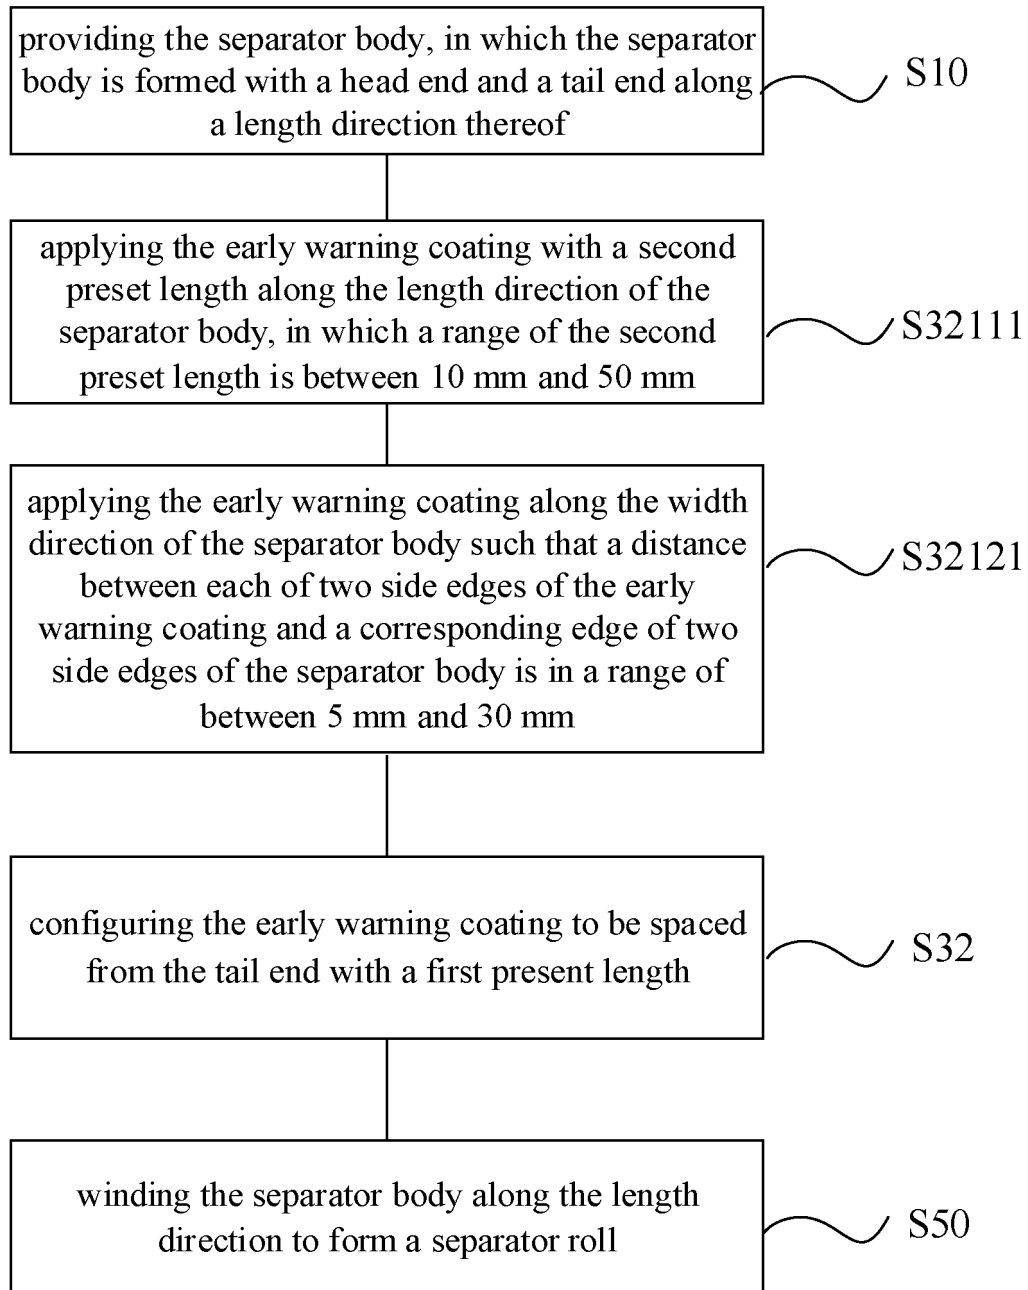 providing the separator body, in which the separator
body is formed with a head end and a tail end along
a length direction thereof
S10
applying the early warning coating with a second
preset length along the length direction of the
separator body, in which a range of the second
preset length is between 10 mm and 50 mm
S32111
applying the early warning coating along the width
direction of the separator body such that a distance
between each of two side edges of the early
warning coating and a corresponding edge of two
side edges of the separator body is in a range of
between 5 mm and 30 mm
S32121
configuring the early warning coating to be spaced
from the tail end with a first present length
S32
winding the separator body along the length
direction to form a separator roll
S50